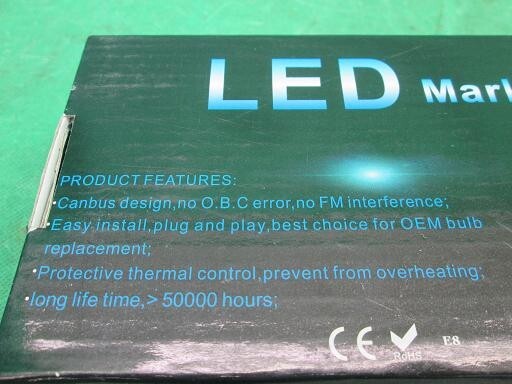 LED Mark
PRODUCT FEATURES:
·Canbus design,no O.B.C error,no FM interference;
·Easy install,plug and play,best choice for OEM bulb
replacement;
·Protective thermal control,prevent from overheating;
·long life time,> 50000 hours;
CE RoHS E8